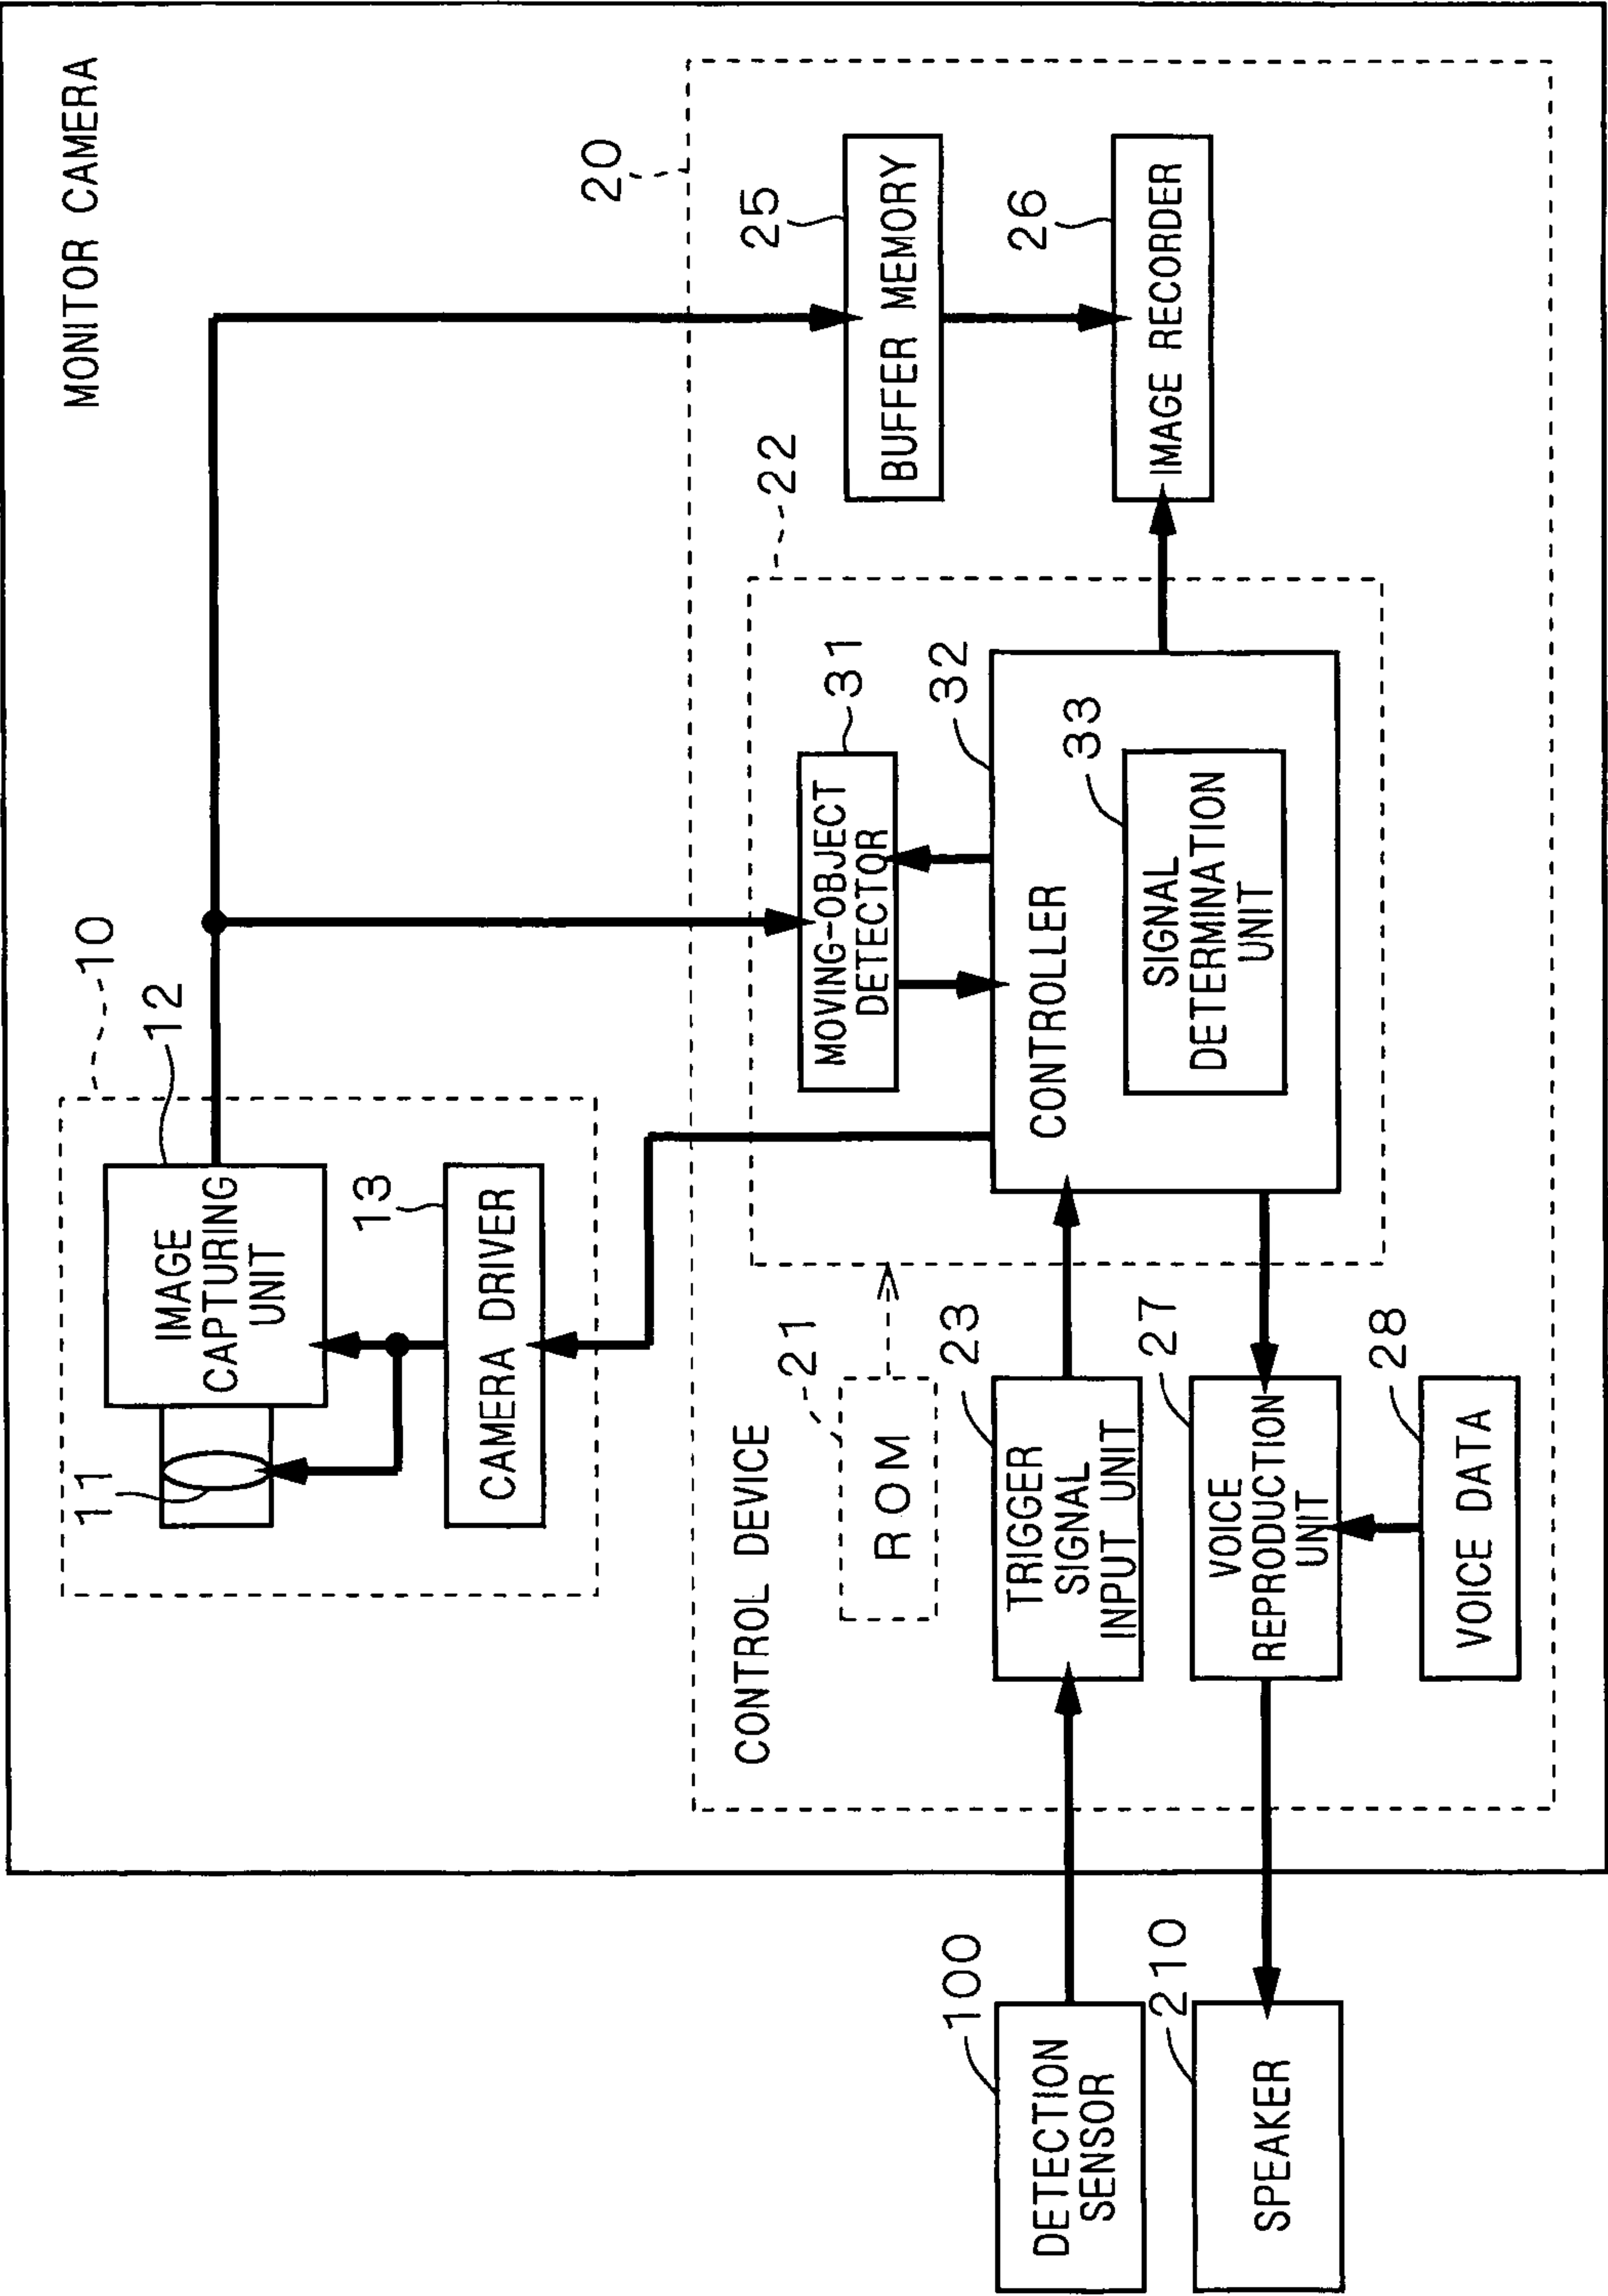 MONITOR CAMERA
10
12
11
IMAGE
CAPTURING
UNIT
13
CAMERA DRIVER
20
CONTROL DEVICE
21
ROM
22
25
BUFFER MEMORY
31
MOVING-OBJECT
DETECTOR
32
CONTROLLER
33
SIGNAL
DETERMINATION
UNIT
26
IMAGE RECORDER
100
DETECTION
SENSOR
23
TRIGGER
SIGNAL
INPUT UNIT
210
SPEAKER
27
VOICE
REPRODUCTION
UNIT
28
VOICE DATA